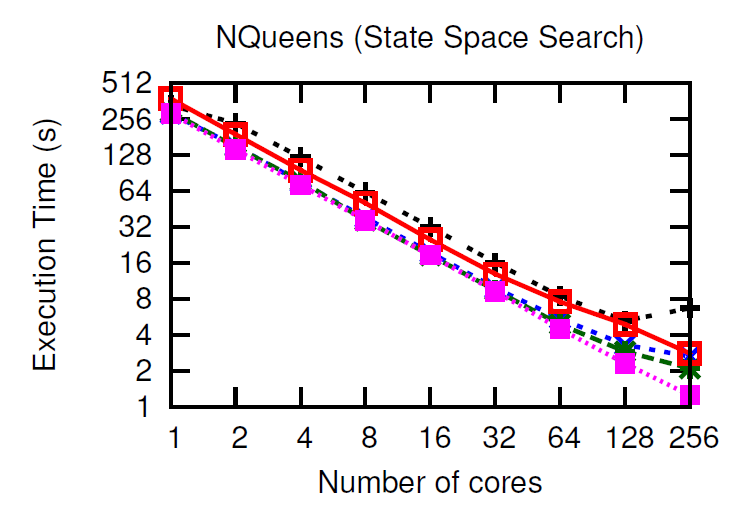 NQueens (State Space Search)
Execution Time (s)
512
256
128
64
32
16
8
4
2
1
1 2 4 8 16 32 64 128 256
Number of cores